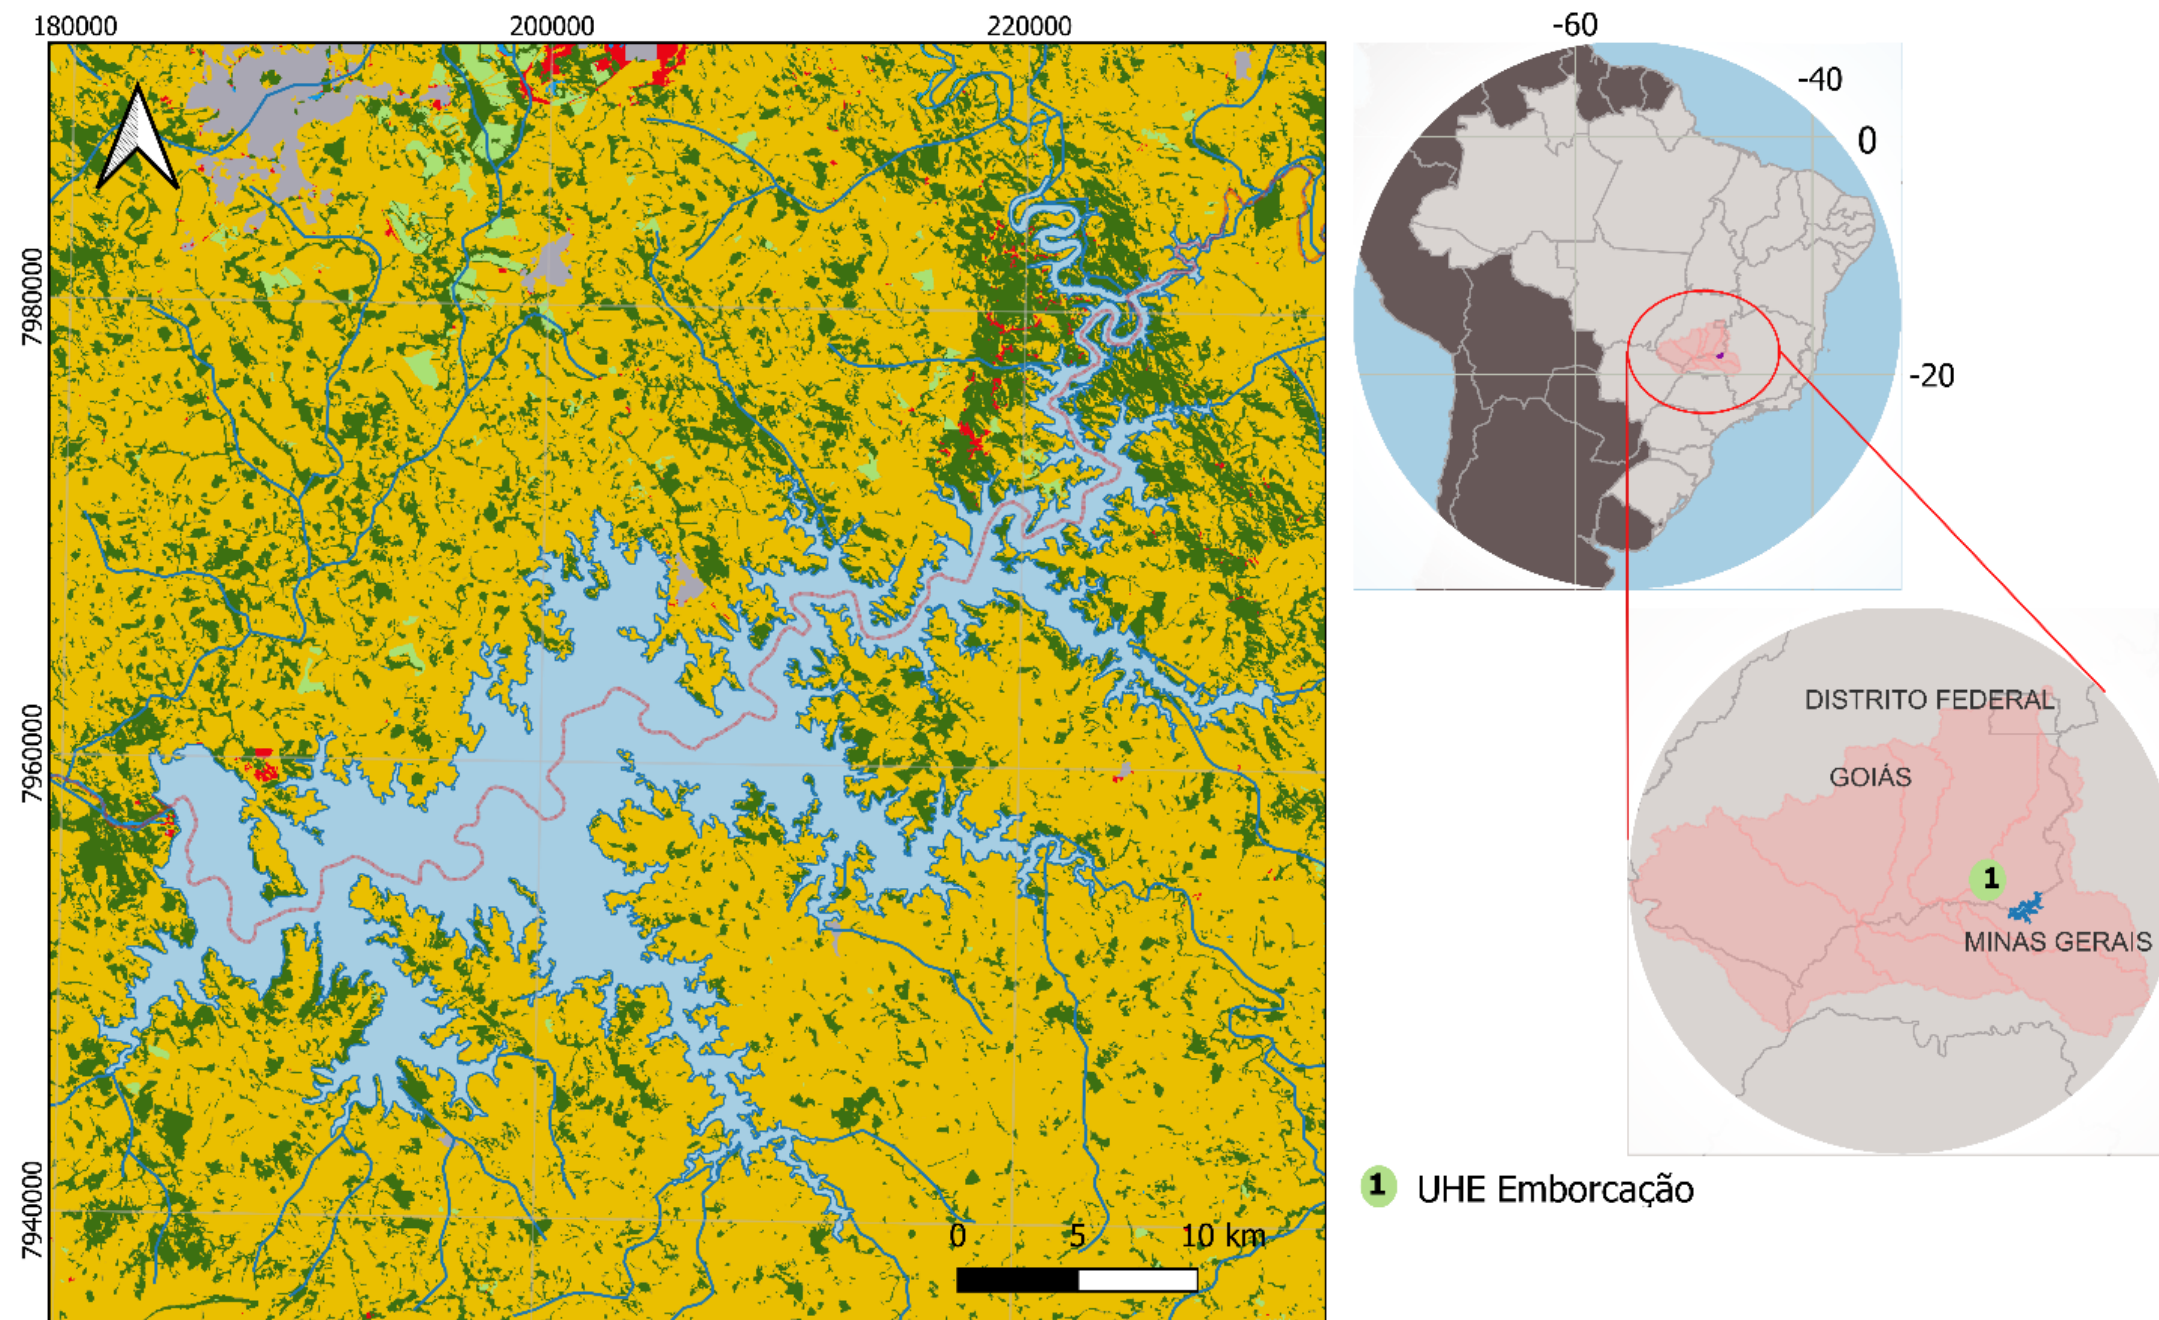 180000
200000
220000
7980000
7960000
7940000
0 5 10 km
-60
-40
0
-20
DISTRITO FEDERAL
GOIÁS
1
MINAS GERAIS
1 UHE Emborcação